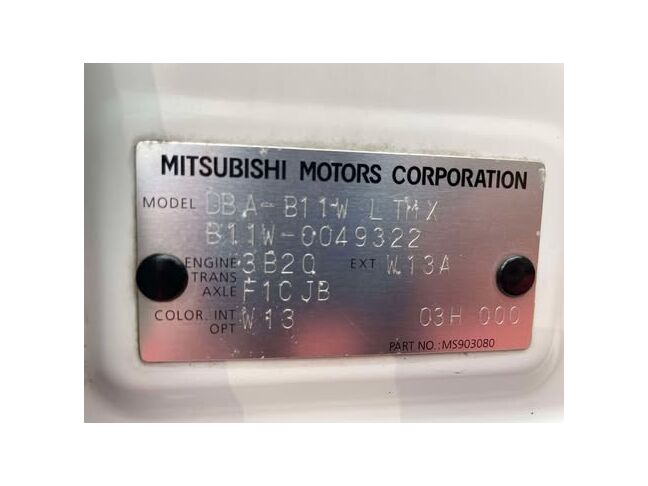 MITSUBISHI MOTORS CORPORATION
MODEL DBA-B11W LTMX
B11W-0049322
ENGINE 3B20 EXT W13A
TRANS
AXLE F1CJB
COLOR. INT W13 03H 000
OPT
PART NO.:MS903080